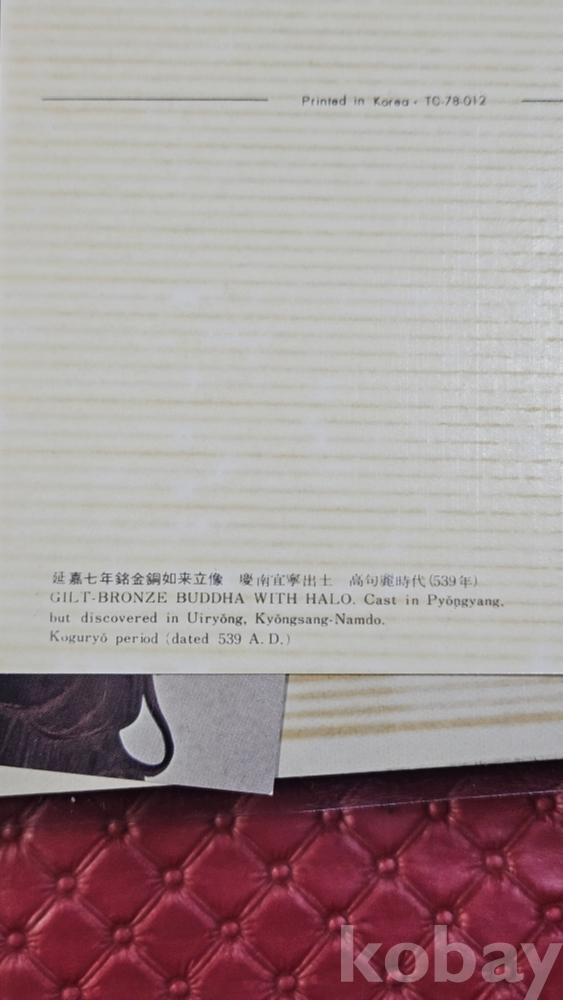 Printed in Korea · TC-78-012
延嘉七年銘金銅如来立像 慶南宜寧出土 高句麗時代(539年)
GILT-BRONZE BUDDHA WITH HALO. Cast in Pyŏngyang,
but discovered in Uiryŏng, Kyŏngsang-Namdo.
Koguryŏ period (dated 539 A.D.)
kobay